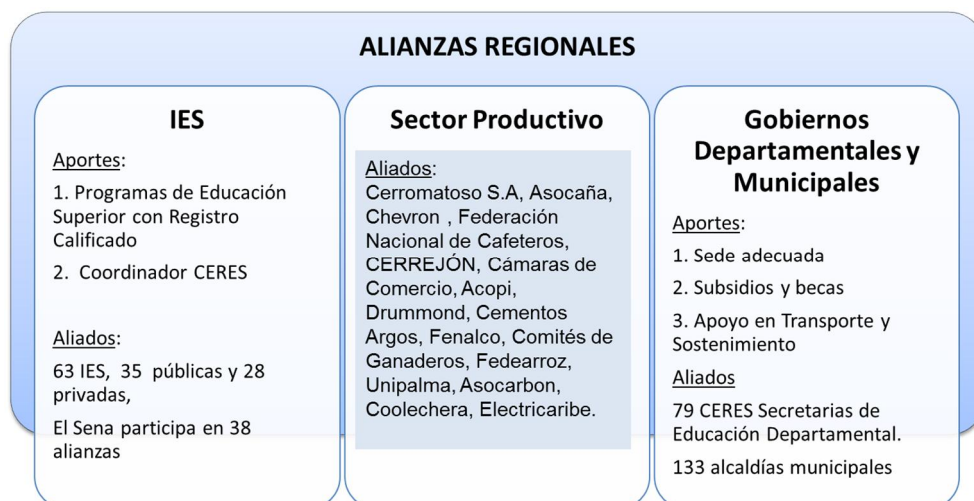 ALIANZAS REGIONALES
IES
Aportes:
1. Programas de Educación
Superior con Registro
Calificado
2. Coordinador CERES
Aliados:
63 IES, 35 públicas y 28
privadas,
El Sena participa en 38
alianzas
Sector Productivo
Aliados:
Cerromatoso S.A, Asocaña,
Chevron , Federación
Nacional de Cafeteros,
CERREJÓN, Cámaras de
Comercio, Acopi,
Drummond, Cementos
Argos, Fenalco, Comités de
Ganaderos, Fedearroz,
Unipalma, Asocarbon,
Coolechera, Electricaribe.
Gobiernos
Departamentales y
Municipales
Aportes:
1. Sede adecuada
2. Subsidios y becas
3. Apoyo en Transporte y
Sostenimiento
Aliados
79 CERES Secretarias de
Educación Departamental.
133 alcaldías municipales